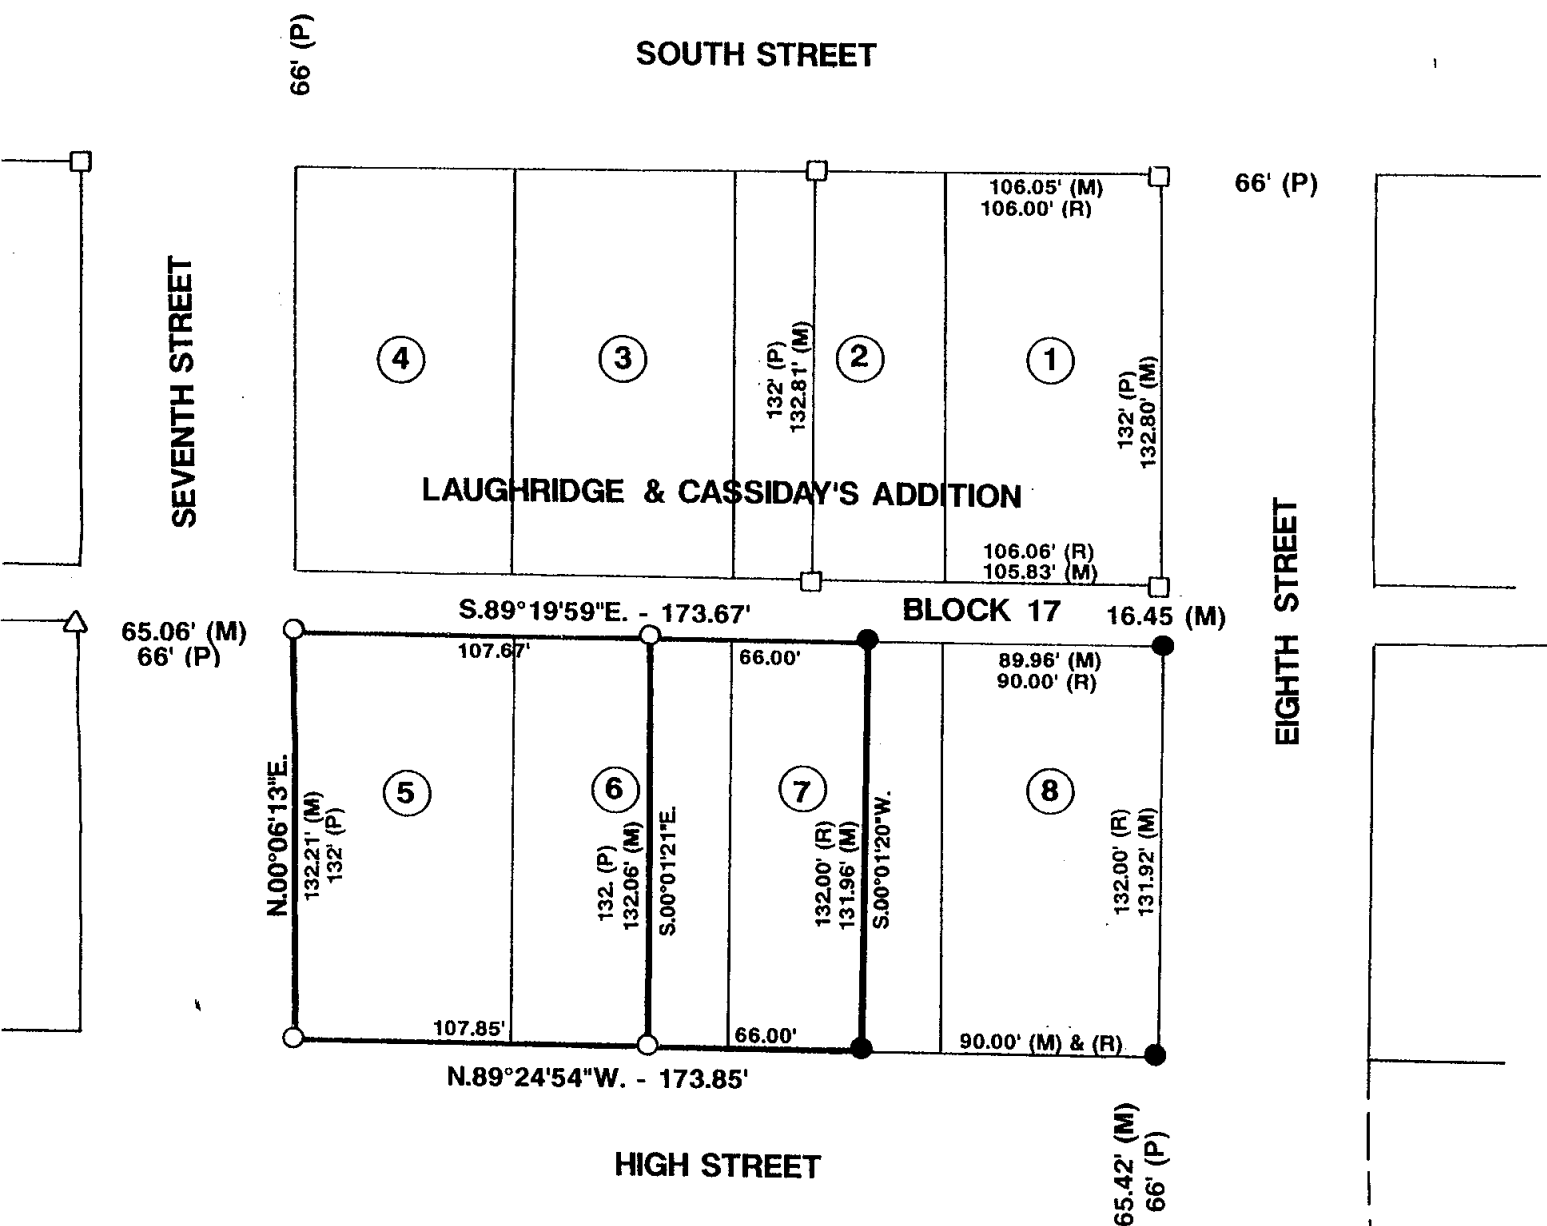 66' (P)
SOUTH STREET
106.05' (M)
106.00' (R)
66' (P)
SEVENTH STREET
4
3
132' (P)
132.81' (M)
2
1
132' (P)
132.80' (M)
LAUGHRIDGE & CASSIDAY'S ADDITION
106.06' (R)
105.83' (M)
EIGHTH STREET
S.89°19'59"E. - 173.67'
BLOCK 17
16.45 (M)
65.06' (M)
66' (P)
107.67'
66.00'
89.96' (M)
90.00' (R)
N.00°06'13"E.
132.21' (M)
132' (P)
5
6
132. (P)
132.06' (M)
S.00°01'21"E.
7
132.00' (R)
131.96' (M)
S.00°01'20"W.
8
132.00' (R)
131.92' (M)
107.85'
66.00'
90.00' (M) & (R)
N.89°24'54"W. - 173.85'
HIGH STREET
65.42' (M)
66' (P)